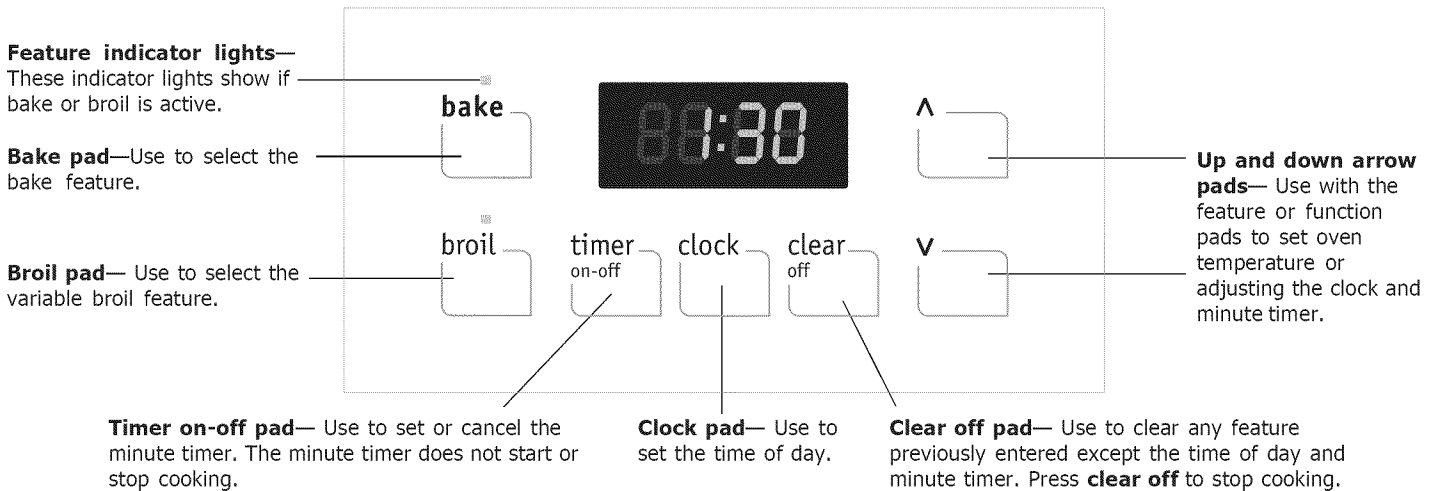 Feature indicator lights—
These indicator lights show if
bake or broil is active.
Bake pad—Use to select the
bake feature.
Broil pad— Use to select the
variable broil feature.
bake
1:30
^
broil
timer
on-off
clock
clear
off
v
Up and down arrow
pads— Use with the
feature or function
pads to set oven
temperature or
adjusting the clock and
minute timer.
Timer on-off pad— Use to set or cancel the
minute timer. The minute timer does not start or
stop cooking.
Clock pad— Use to
set the time of day.
Clear off pad— Use to clear any feature
previously entered except the time of day and
minute timer. Press clear off to stop cooking.